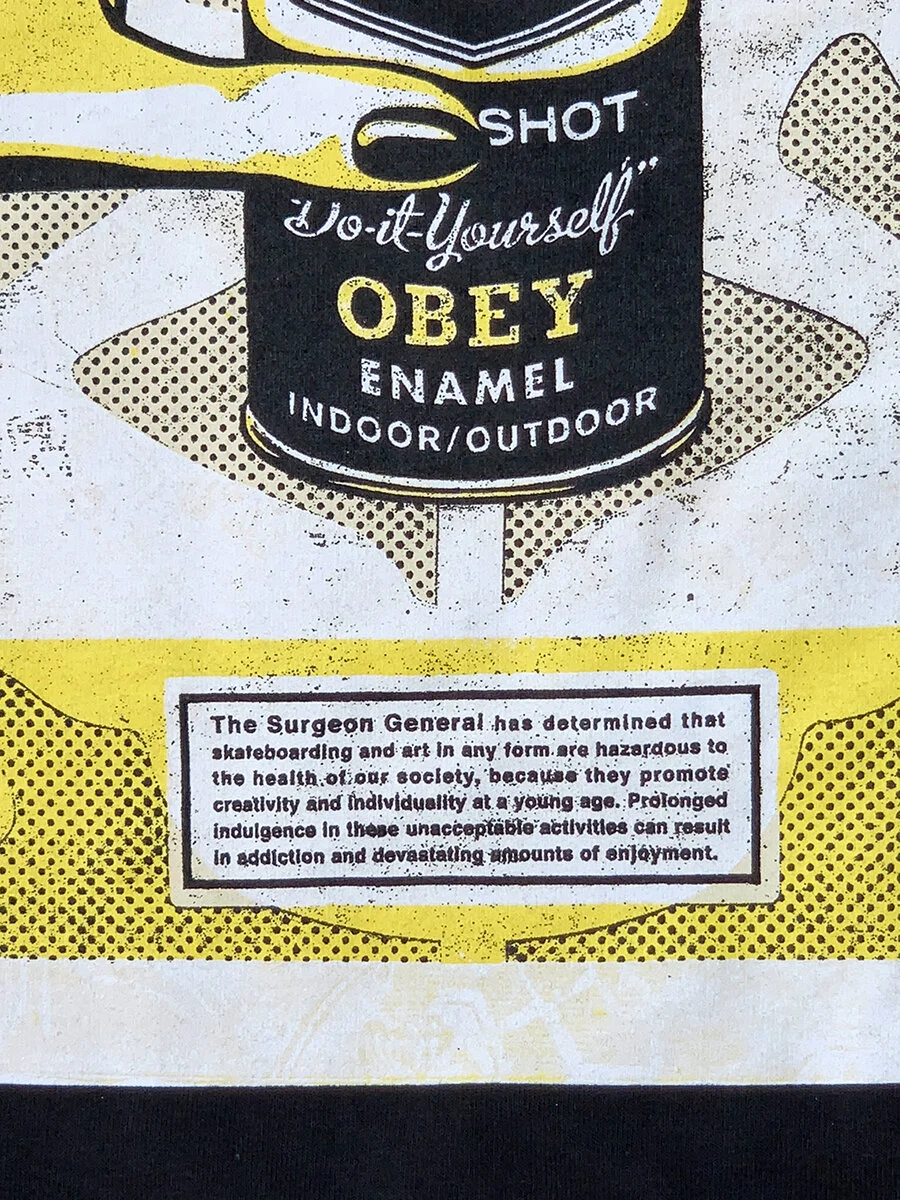 SHOT
"Do-it-Yourself"
OBEY
ENAMEL
INDOOR/OUTDOOR
The Surgeon General has determined that
skateboarding and art in any form are hazardous to
the health of our society, because they promote
creativity and individuality at a young age. Prolonged
indulgence in these unacceptable activities can result
in addiction and devastating amounts of enjoyment.